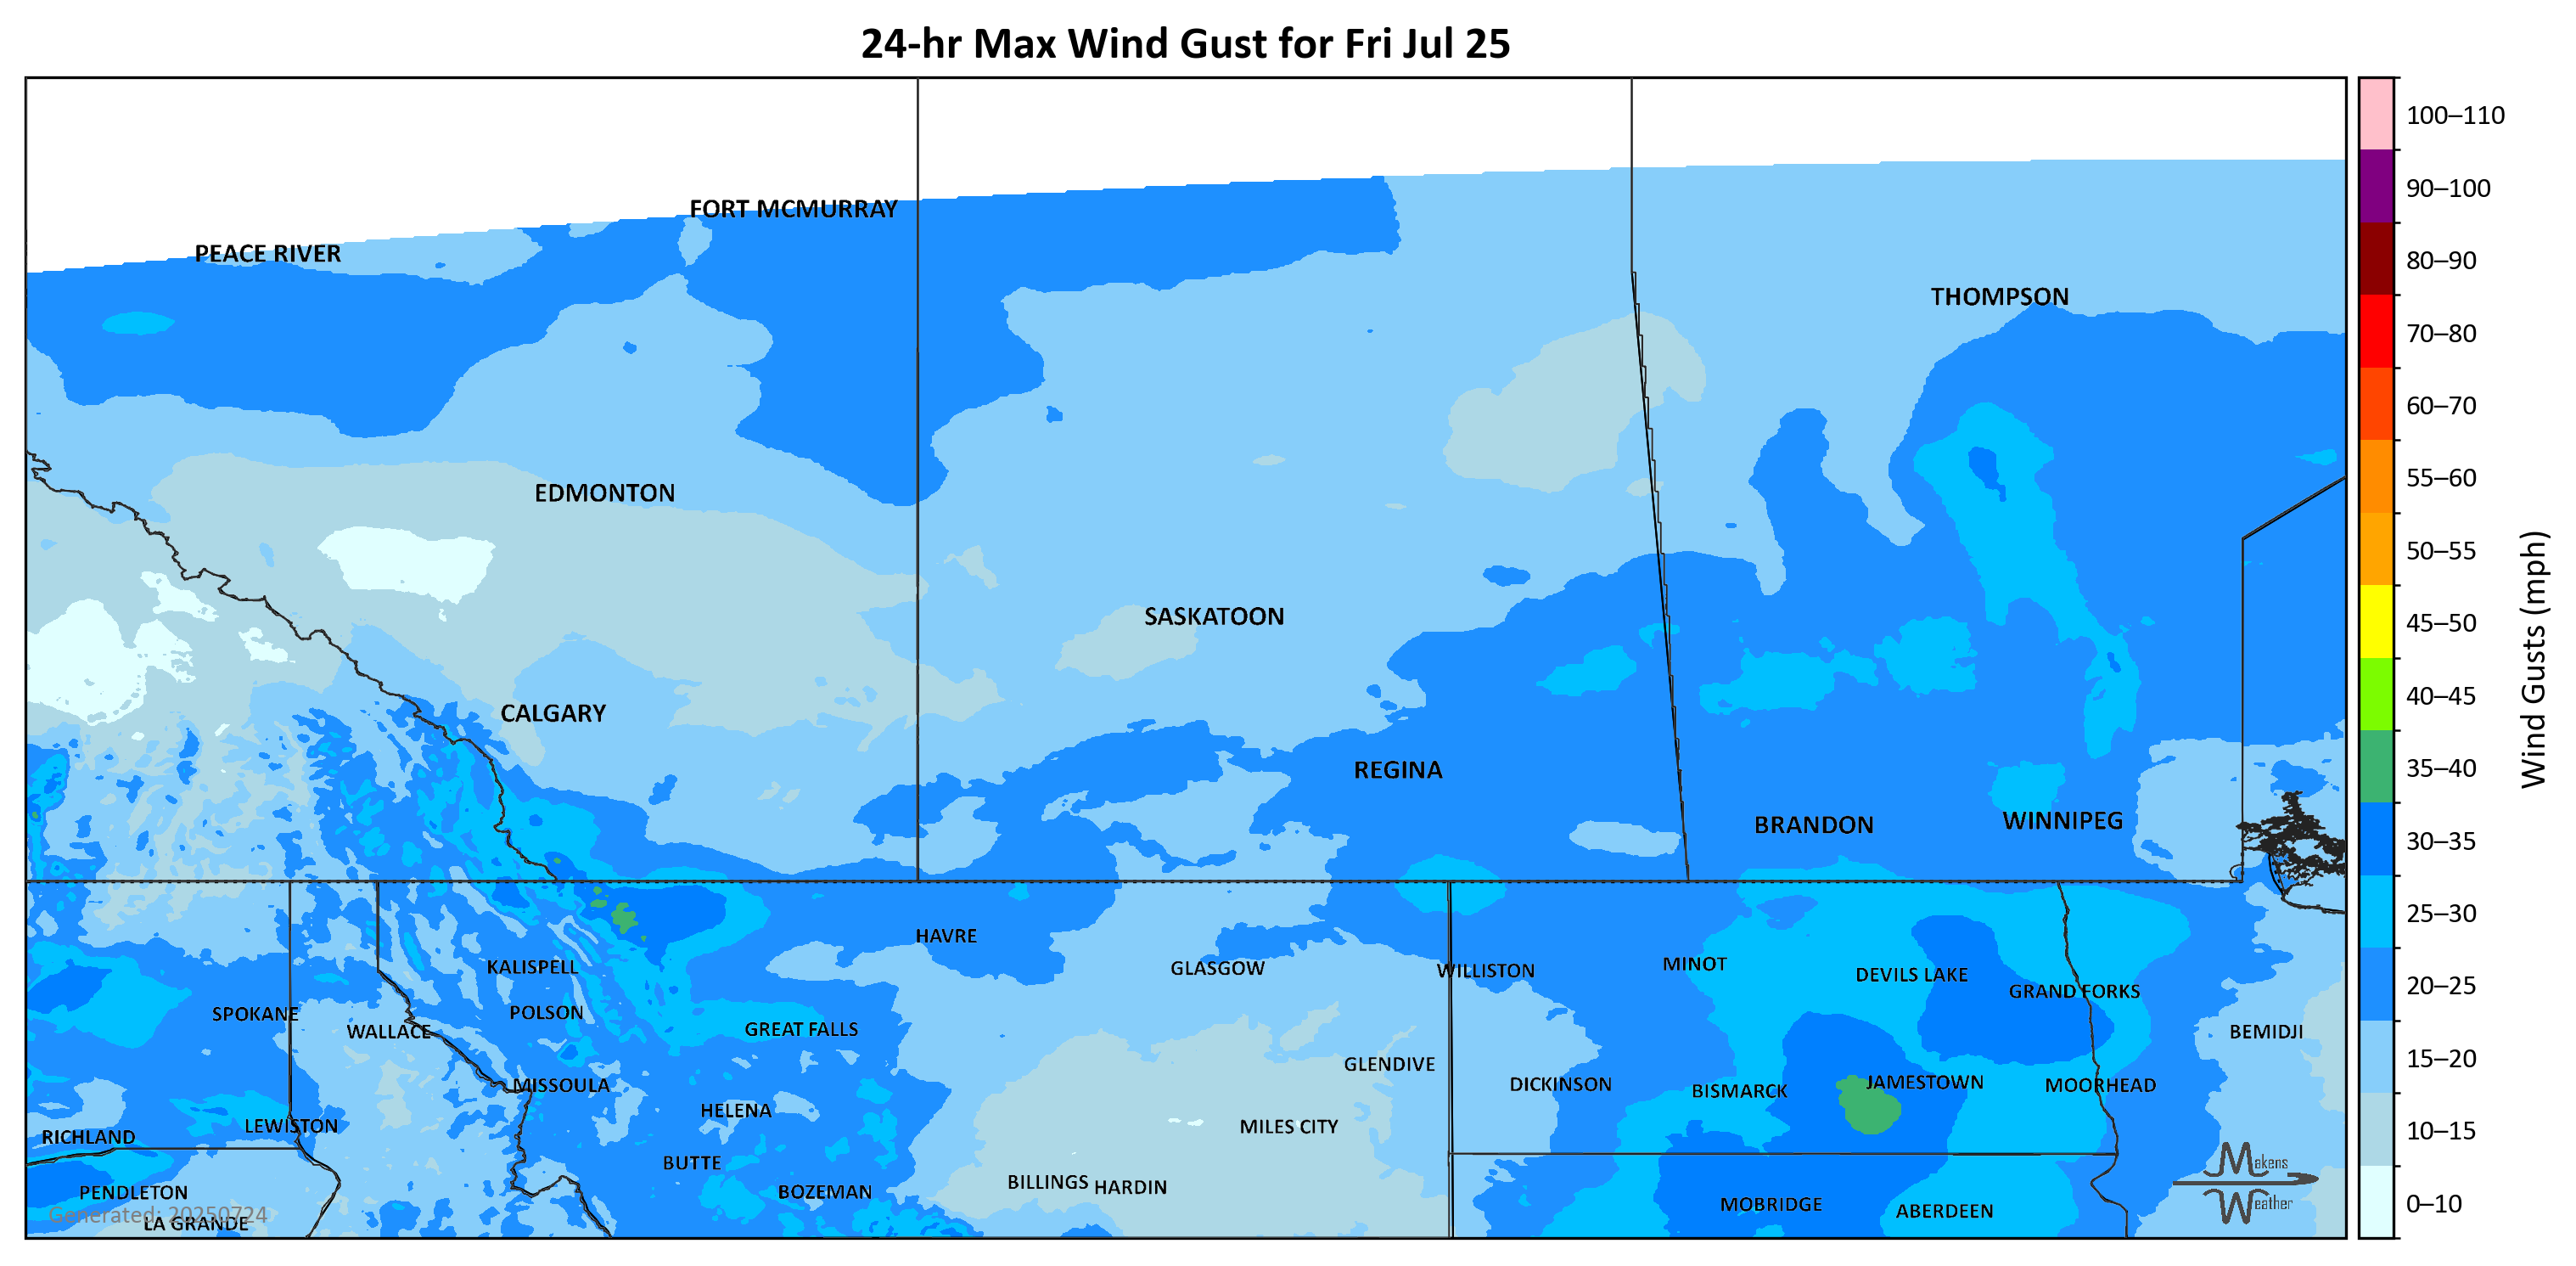 24-hr Max Wind Gust for Fri Jul 25
100–110
90–100
80–90
70–80
60–70
55–60
50–55
45–50
40–45
35–40
30–35
25–30
20–25
15–20
10–15
0–10
Wind Gusts (mph)
FORT MCMURRAY
PEACE RIVER
THOMPSON
EDMONTON
SASKATOON
CALGARY
REGINA
BRANDON
WINNIPEG
HAVRE
KALISPELL
GLASGOW
WILLISTON
MINOT
DEVILS LAKE
GRAND FORKS
SPOKANE
POLSON
WALLACE
GREAT FALLS
BEMIDJI
GLENDIVE
MISSOULA
DICKINSON
BISMARCK
JAMESTOWN
MOORHEAD
HELENA
LEWISTON
MILES CITY
RICHLAND
BUTTE
PENDLETON
BOZEMAN
BILLINGS
HARDIN
MOBRIDGE
ABERDEEN
Generated: 20250724
LA GRANDE
Makens
Weather